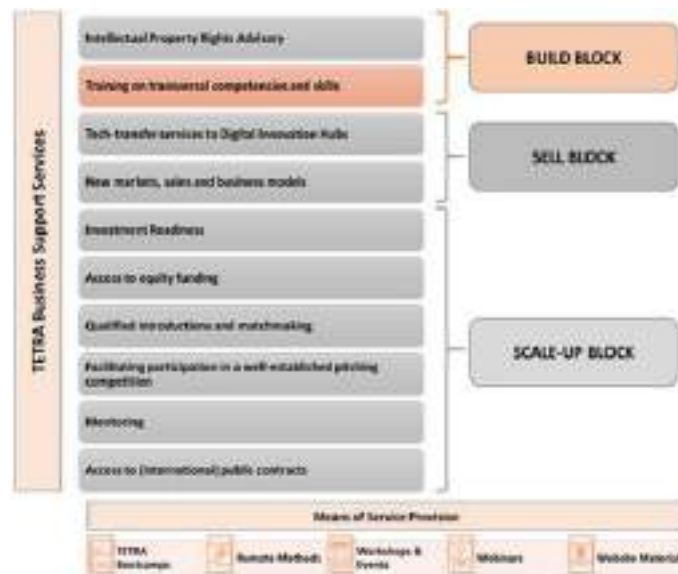 TETRA Business Support Services
Intellectual Property Rights Advisory
Training on transversal competencies and skills
Tech-transfer services to Digital Innovation Hubs
New markets, sales and business models
Investment Readiness
Access to equity funding
Qualified introductions and matchmaking
Facilitating participation in a well-established pitching
competition
Mentoring
Access to (international) public contracts
BUILD BLOCK
SELL BLOCK
SCALE-UP BLOCK
Means of Service Provision
TETRA
Bootcamps
Remote Methods
Workshops &
Events
Webinars
Website Material